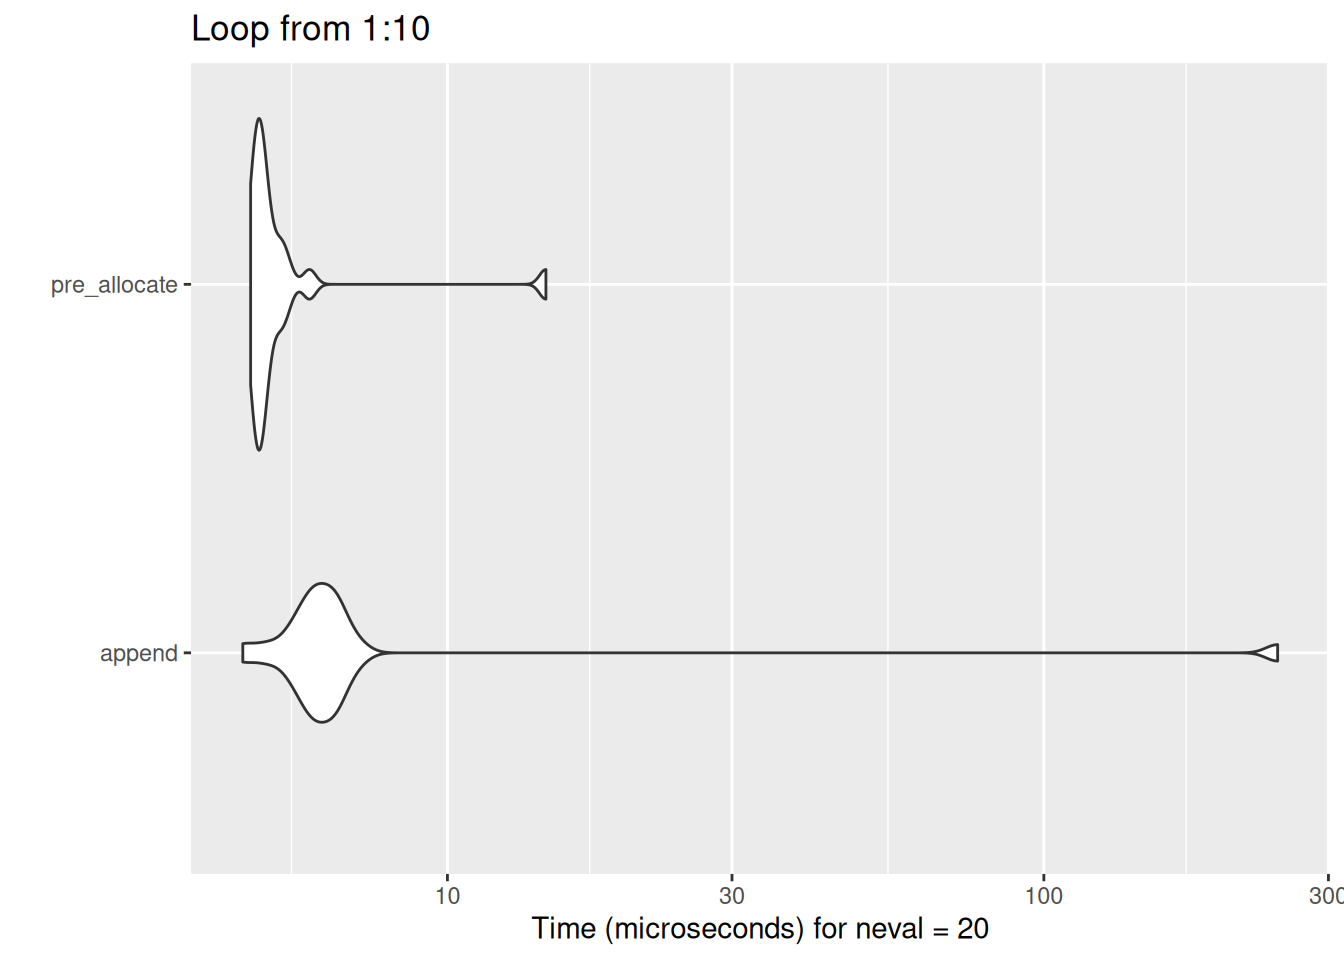 Loop from 1:10
pre_allocate
append
10
30
100
300
Time (microseconds) for neval = 20